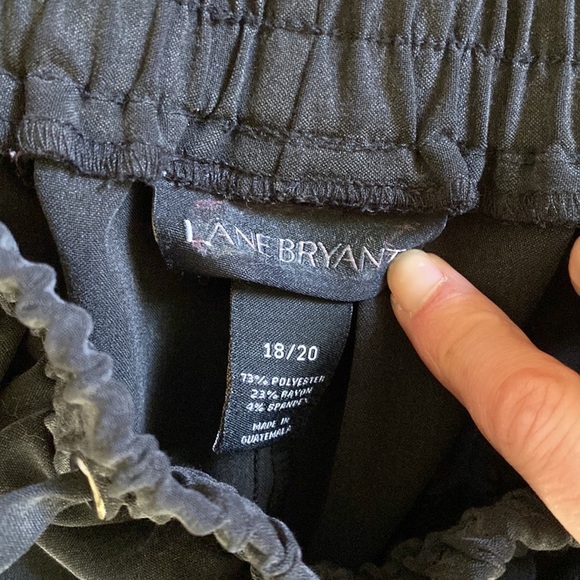 LANE BRYANT
18/20
73% POLYESTER
23% RAYON
4% SPANDEX
MADE IN
GUATEMALA